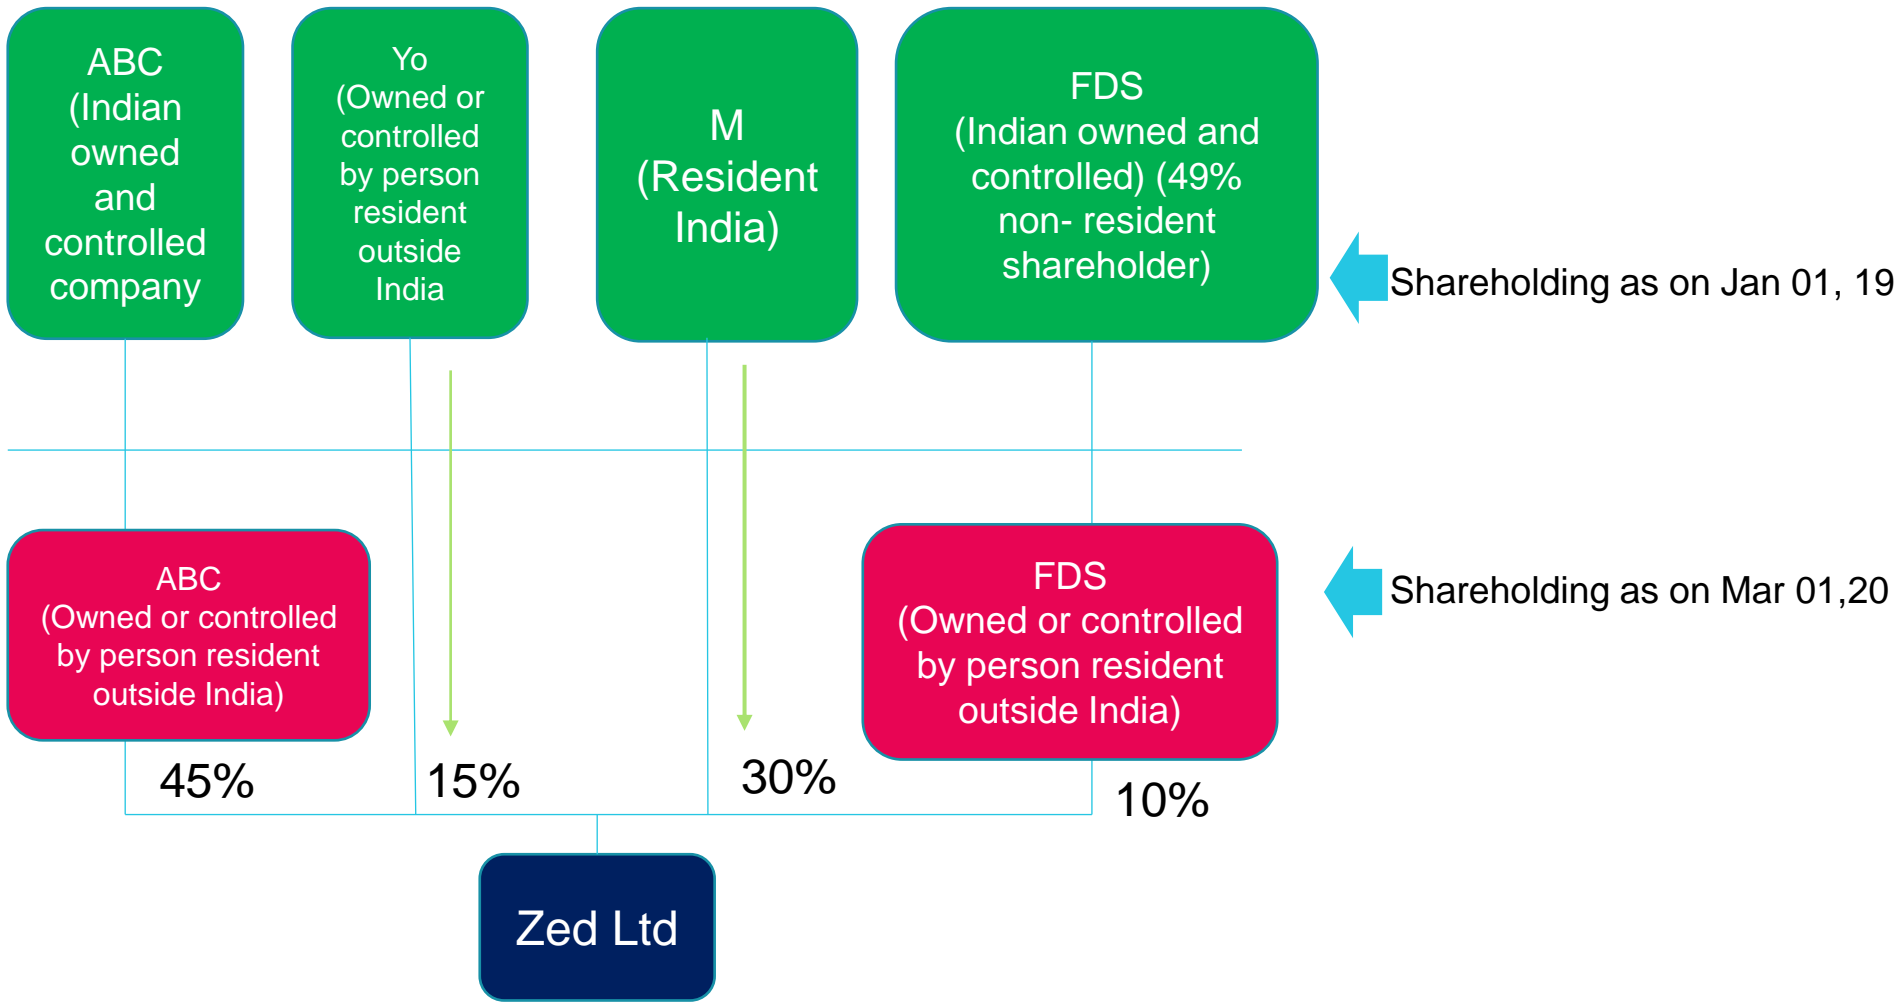 ABC
(Indian
owned
and
controlled
company
Yo
(Owned or
controlled
by person
resident
outside
India
M
(Resident
India)
FDS
(Indian owned and
controlled) (49%
non- resident
shareholder)
Shareholding as on Jan 01, 19
ABC
(Owned or controlled
by person resident
outside India)
FDS
(Owned or controlled
by person resident
outside India)
Shareholding as on Mar 01,20
45%
15%
30%
10%
Zed Ltd